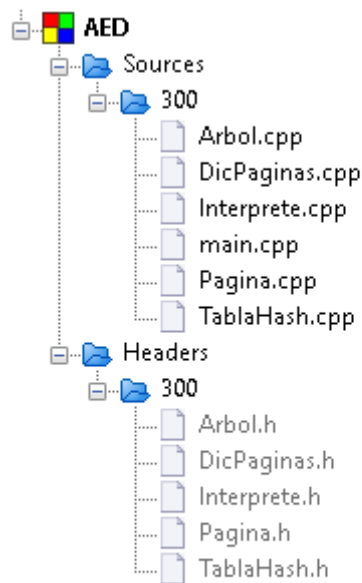 AED
Sources
300
Arbol.cpp
DicPaginas.cpp
Interprete.cpp
main.cpp
Pagina.cpp
TablaHash.cpp
Headers
300
Arbol.h
DicPaginas.h
Interprete.h
Pagina.h
TablaHash.h